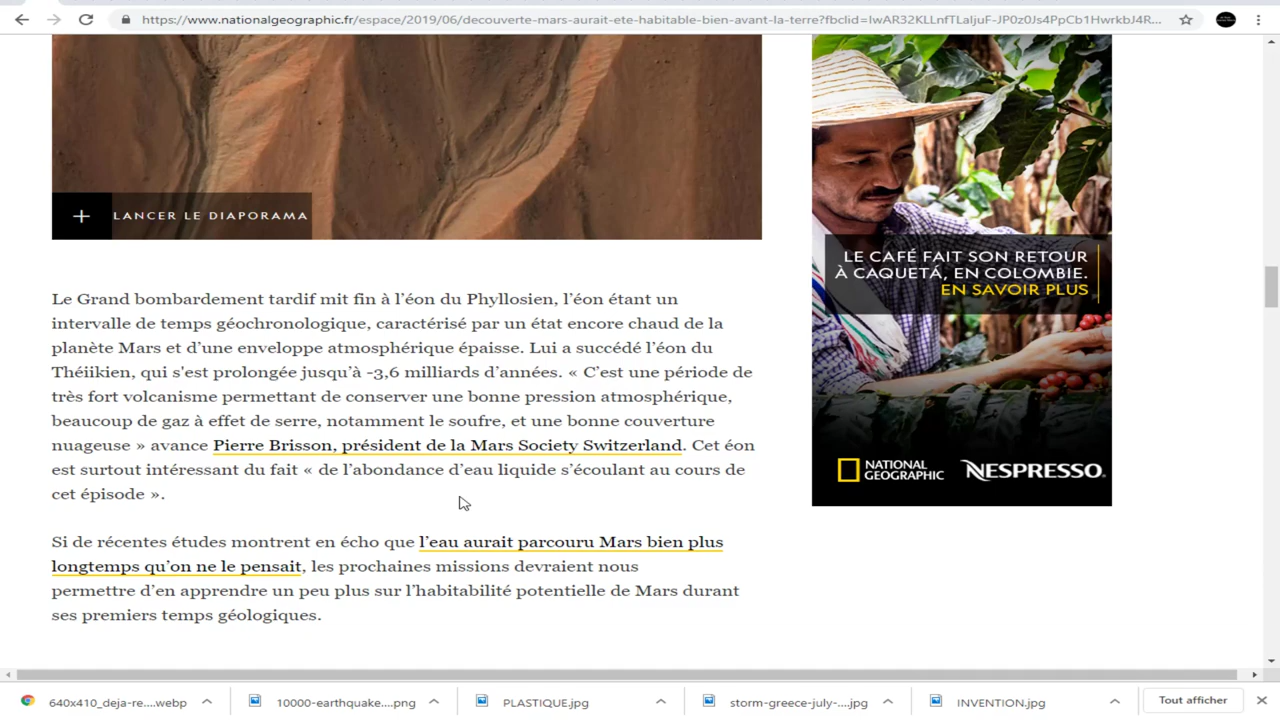 https://www.nationalgeographic.fr/espace/2019/06/decouverte-mars-aurait-ete-habitable-bien-avant-la-terre?fbclid=IwAR32KLLnfTLaljuF-JP0z0Js4PpCb1HwrkbJ4R...
LANCER LE DIAPORAMA
Le Grand bombardement tardif mit fin à l’éon du Phyllosien, l’éon étant un
intervalle de temps géochronologique, caractérisé par un état encore chaud de la
planète Mars et d’une enveloppe atmosphérique épaisse. Lui a succédé l’éon du
Théiikien, qui s'est prolongée jusqu’à -3,6 milliards d’années. « C’est une période de
très fort volcanisme permettant de conserver une bonne pression atmosphérique,
beaucoup de gaz à effet de serre, notamment le soufre, et une bonne couverture
nuageuse » avance Pierre Brisson, président de la Mars Society Switzerland. Cet éon
est surtout intéressant du fait « de l’abondance d’eau liquide s’écoulant au cours de
cet épisode ».
Si de récentes études montrent en écho que l’eau aurait parcouru Mars bien plus
longtemps qu’on ne le pensait, les prochaines missions devraient nous
permettre d’en apprendre un peu plus sur l’habitabilité potentielle de Mars durant
ses premiers temps géologiques.
LE CAFÉ FAIT SON RETOUR
À CAQUETÁ, EN COLOMBIE.
EN SAVOIR PLUS
NATIONAL
GEOGRAPHIC
NESPRESSO.
640x410_deja-re....webp
10000-earthquake....png
PLASTIQUE.jpg
storm-greece-july-....jpg
INVENTION.jpg
Tout afficher